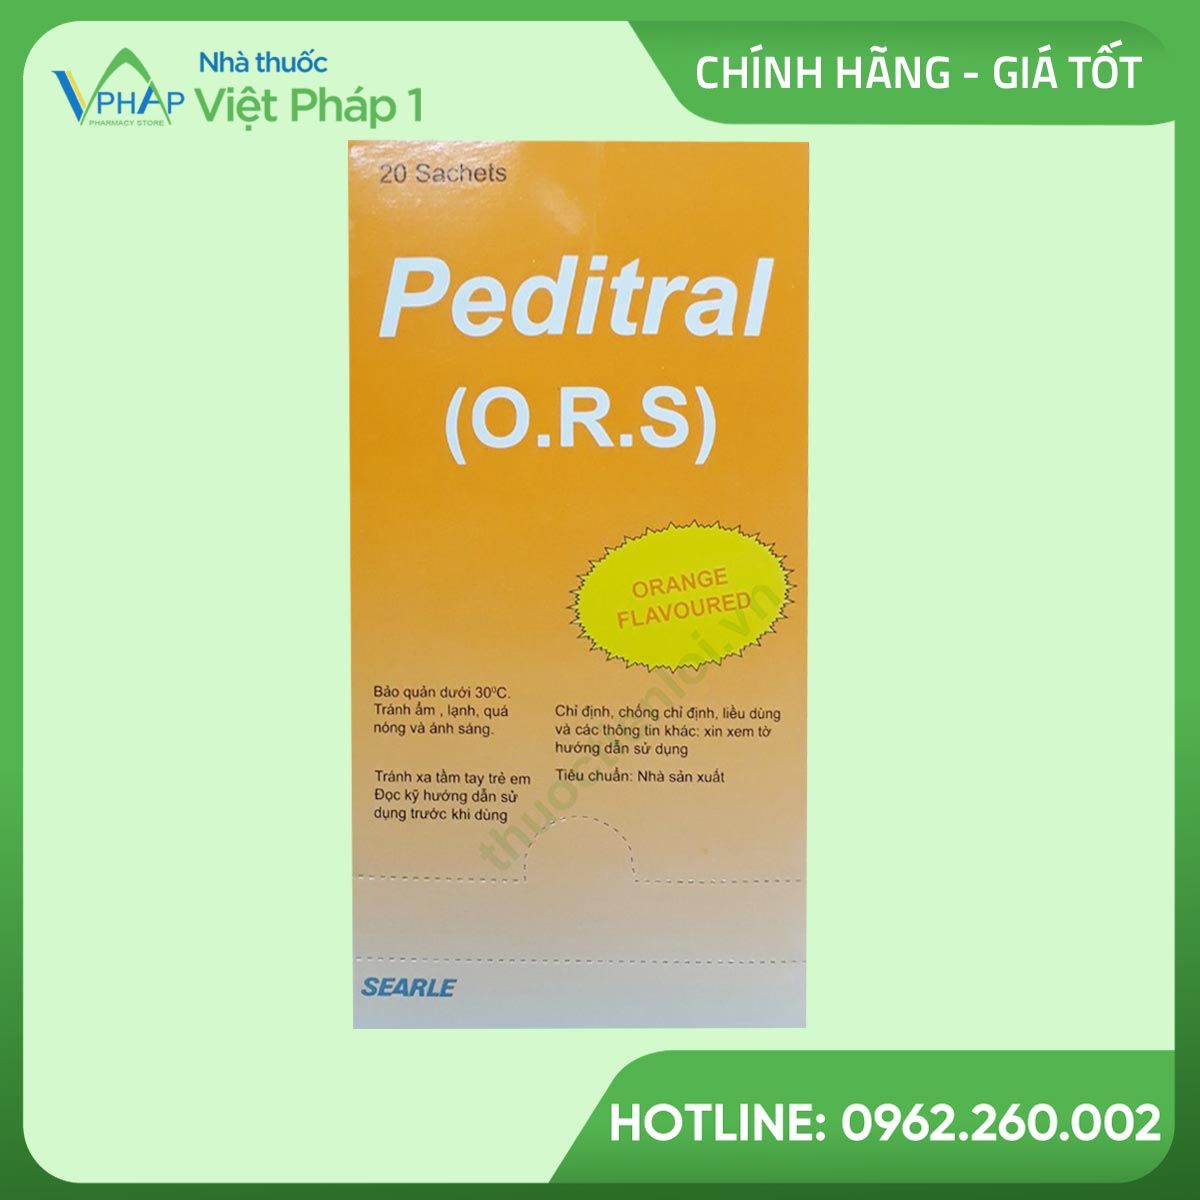 Nhà thuốc
VPHAP Việt Pháp 1
PHARMACY STORE
CHÍNH HÃNG - GIÁ TỐT
20 Sachets
Peditral
(O.R.S)
ORANGE
FLAVOURED
Bảo quản dưới 30⁰C.
Tránh ẩm , lạnh, quá
nóng và ánh sáng.
Chỉ định, chống chỉ định, liều dùng
và các thông tin khác: xin xem tờ
hướng dẫn sử dụng
Tránh xa tầm tay trẻ em
Đọc kỹ hướng dẫn sử
dụng trước khi dùng
Tiêu chuẩn: Nhà sản xuất
thuoctienloi.vn
SEARLE
HOTLINE: 0962.260.002